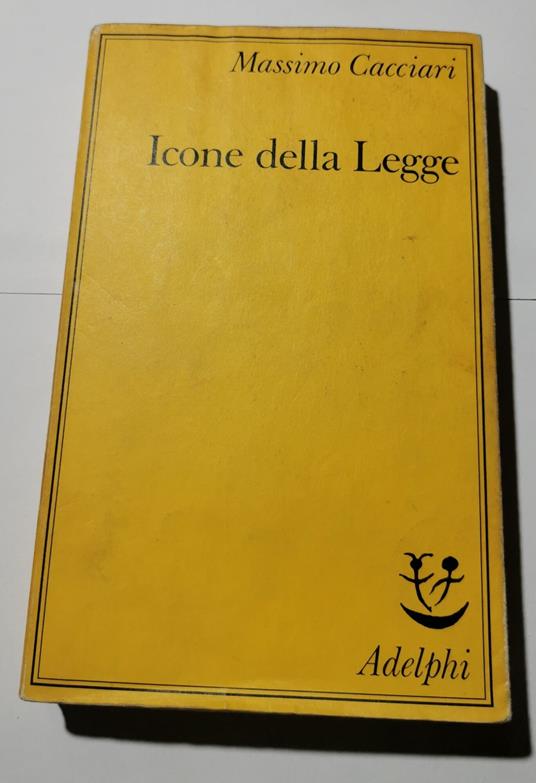 Massimo Cacciari
Icone della Legge
Adelphi